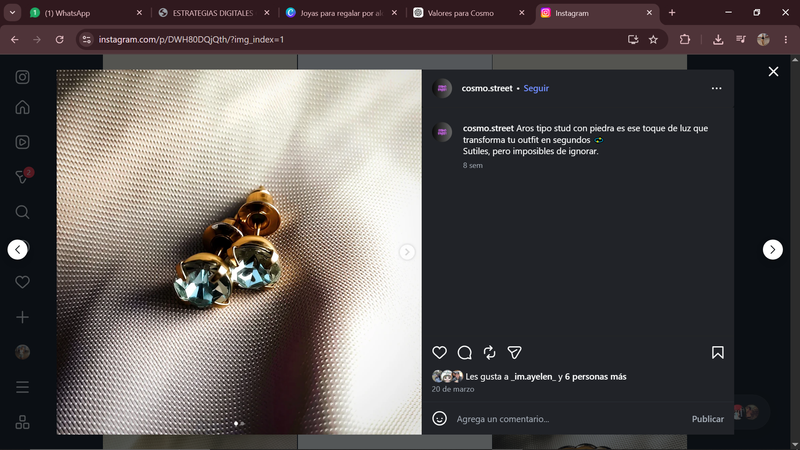 (1) WhatsApp
ESTRATEGIAS DIGITALES
Joyas para regalar por al
Valores para Cosmo
Instagram
instagram.com/p/DWH80DQjQth/?img_index=1
cosmo.street • Seguir
cosmo.street Aros tipo stud con piedra es ese toque de luz que
transforma tu outfit en segundos
Sutiles, pero imposibles de ignorar.
8 sem
2
Les gusta a _im.ayelen_ y 6 personas más
20 de marzo
Agrega un comentario...
Publicar